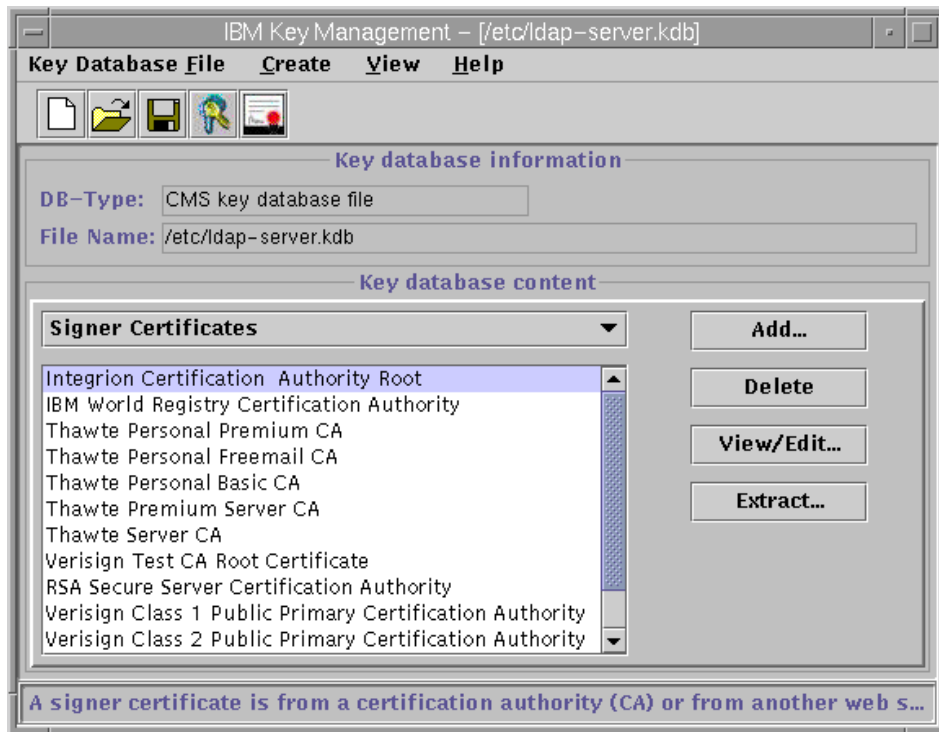 IBM Key Management – [/etc/ldap-server.kdb]
Key Database File Create View Help
Key database information
DB-Type: CMS key database file
File Name: /etc/ldap-server.kdb
Key database content
Signer Certificates
Add...
Integrion Certification Authority Root
Delete
IBM World Registry Certification Authority
Thawte Personal Premium CA
View/Edit...
Thawte Personal Freemail CA
Thawte Personal Basic CA
Extract...
Thawte Premium Server CA
Thawte Server CA
Verisign Test CA Root Certificate
RSA Secure Server Certification Authority
Verisign Class 1 Public Primary Certification Authority
Verisign Class 2 Public Primary Certification Authority
A signer certificate is from a certification authority (CA) or from another web s...